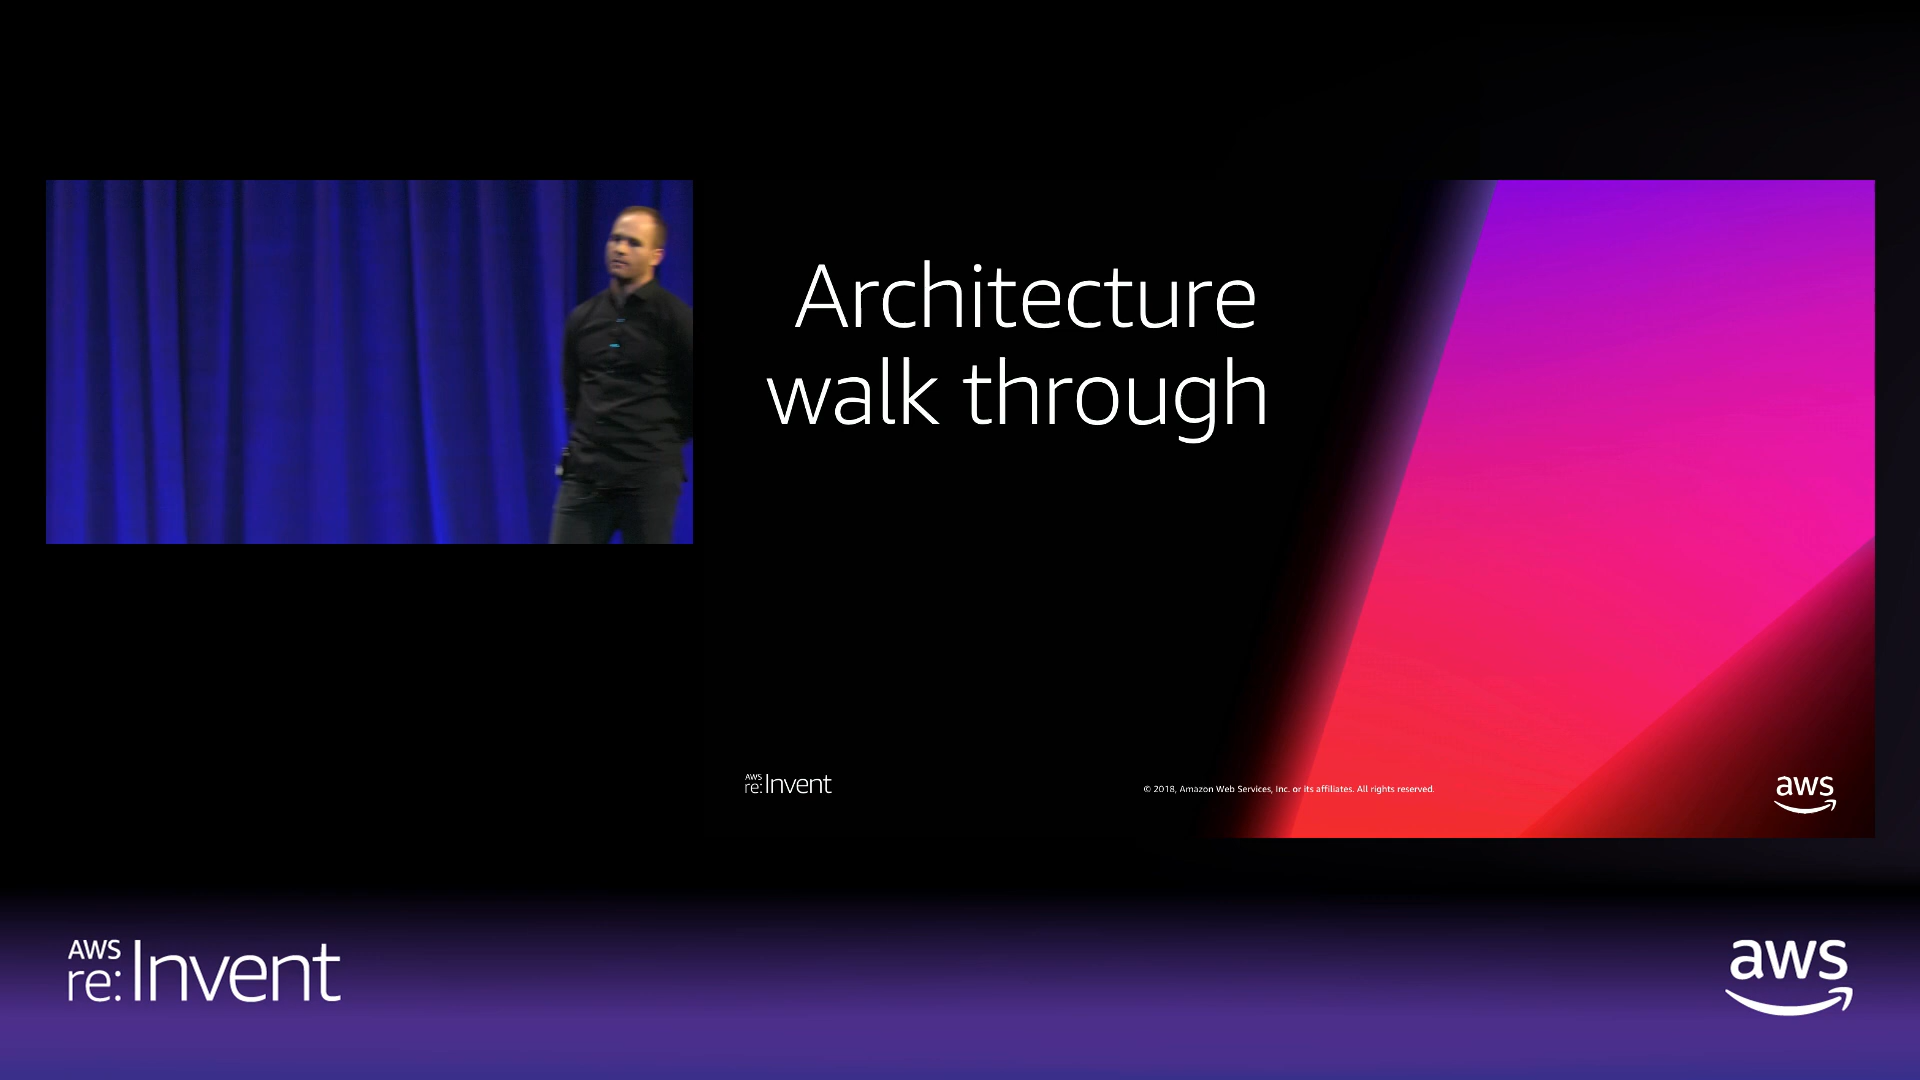 Architecture
walk through
AWS
re:Invent
© 2018, Amazon Web Services, Inc. or its affiliates. All rights reserved.
aws
AWS
re:Invent
aws